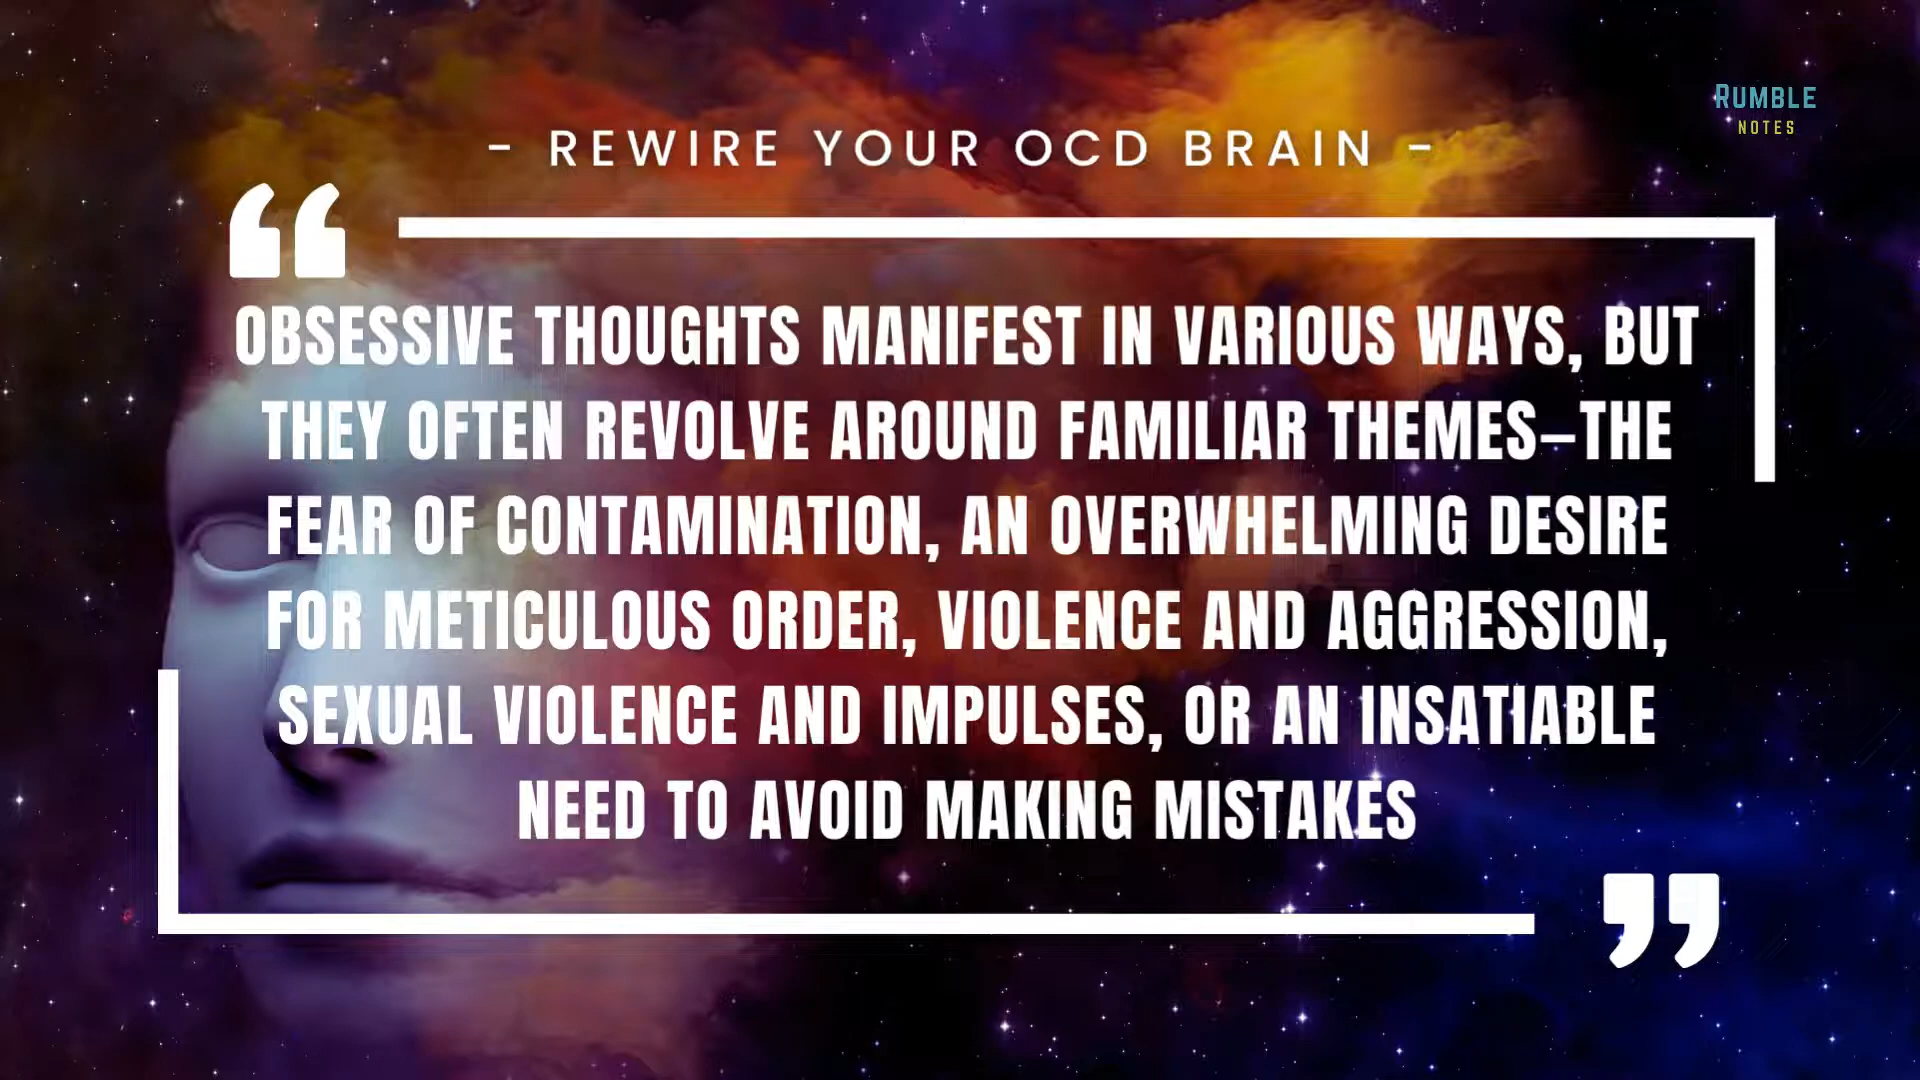 RUMBLE
NOTES
- REWIRE YOUR OCD BRAIN -
“
OBSESSIVE THOUGHTS MANIFEST IN VARIOUS WAYS, BUT
THEY OFTEN REVOLVE AROUND FAMILIAR THEMES—THE
FEAR OF CONTAMINATION, AN OVERWHELMING DESIRE
FOR METICULOUS ORDER, VIOLENCE AND AGGRESSION,
SEXUAL VIOLENCE AND IMPULSES, OR AN INSATIABLE
NEED TO AVOID MAKING MISTAKES
”